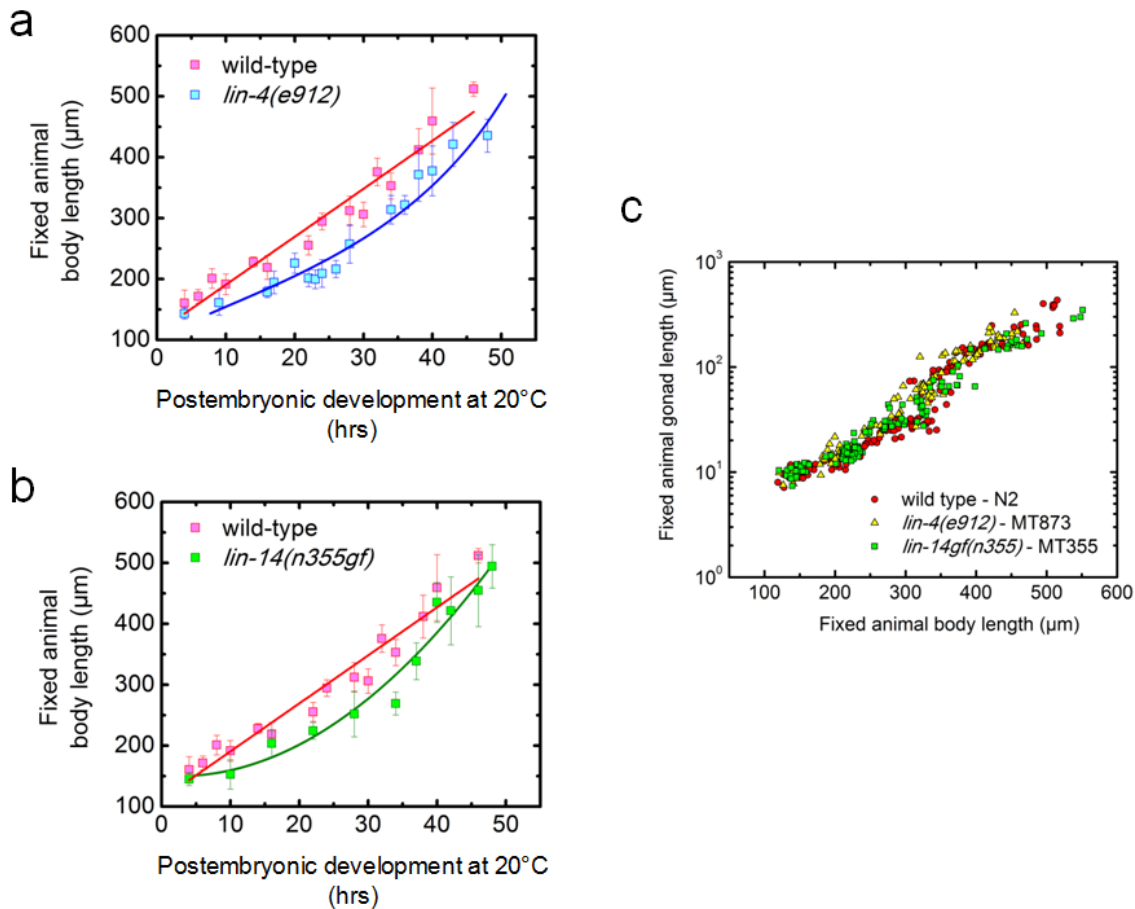 a
600
500
400
300
200
100
Fixed animal
body length (µm)
wild-type
lin-4(e912)
0 10 20 30 40 50
Postembryonic development at 20°C
(hrs)
b
600
500
400
300
200
100
Fixed animal
body length (µm)
wild-type
lin-14(n355gf)
0 10 20 30 40 50
Postembryonic development at 20°C
(hrs)
c
10³
10²
10¹
10⁰
Fixed animal gonad length (µm)
wild type - N2
lin-4(e912) - MT873
lin-14gf(n355) - MT355
100 200 300 400 500 600
Fixed animal body length (µm)